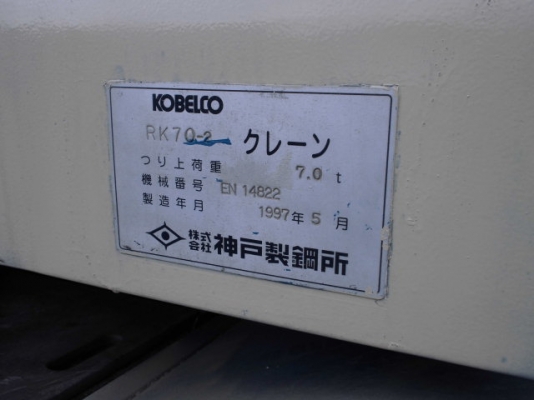 KOBELCO
RK70-2 クレーン
つり上荷重 7.0 t
機械番号 EN 14822
製造年月 1997年 5月
株式会社 神戸製鋼所